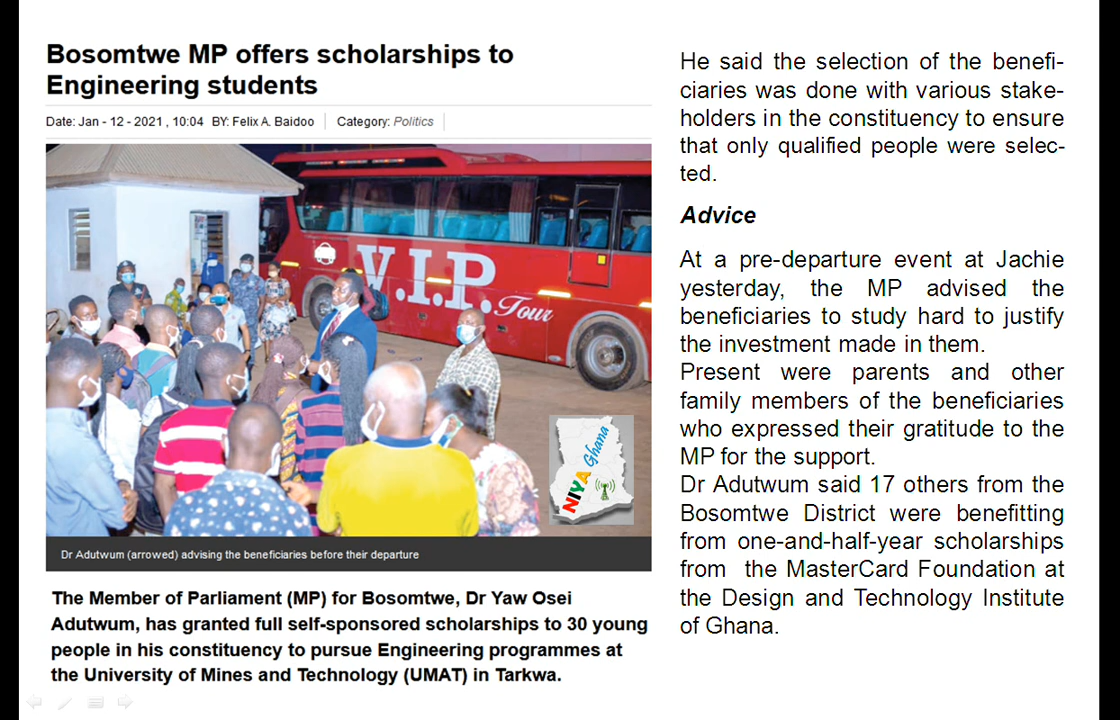 Bosomtwe MP offers scholarships to
Engineering students
Date: Jan - 12 - 2021 , 10:04 BY: Felix A. Baidoo
Category: Politics
V.I.P. Tour
NIYA Ghana
Dr Adutwum (arrowed) advising the beneficiaries before their departure
The Member of Parliament (MP) for Bosomtwe, Dr Yaw Osei
Adutwum, has granted full self-sponsored scholarships to 30 young
people in his constituency to pursue Engineering programmes at
the University of Mines and Technology (UMAT) in Tarkwa.
He said the selection of the benefi-
ciaries was done with various stake-
holders in the constituency to ensure
that only qualified people were selec-
ted.
Advice
At a pre-departure event at Jachie
yesterday, the MP advised the
beneficiaries to study hard to justify
the investment made in them.
Present were parents and other
family members of the beneficiaries
who expressed their gratitude to the
MP for the support.
Dr Adutwum said 17 others from the
Bosomtwe District were benefitting
from one-and-half-year scholarships
from the MasterCard Foundation at
the Design and Technology Institute
of Ghana.